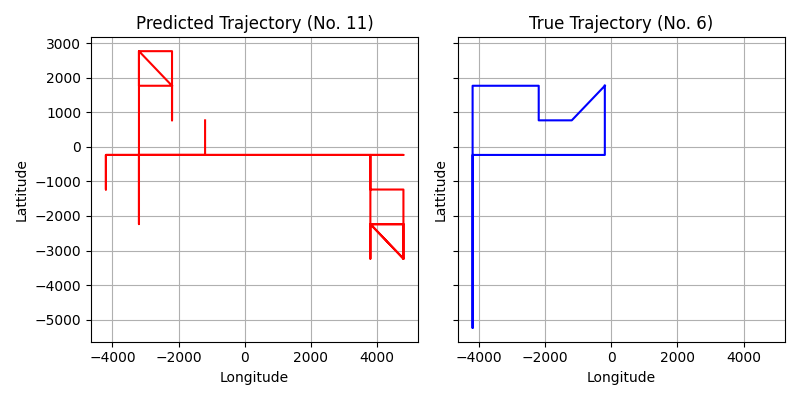 Predicted Trajectory (No. 11)
True Trajectory (No. 6)
3000
2000
1000
0
−1000
−2000
−3000
−4000
−5000
Lattitude
Lattitude
−4000 −2000 0 2000 4000
−4000 −2000 0 2000 4000
Longitude
Longitude